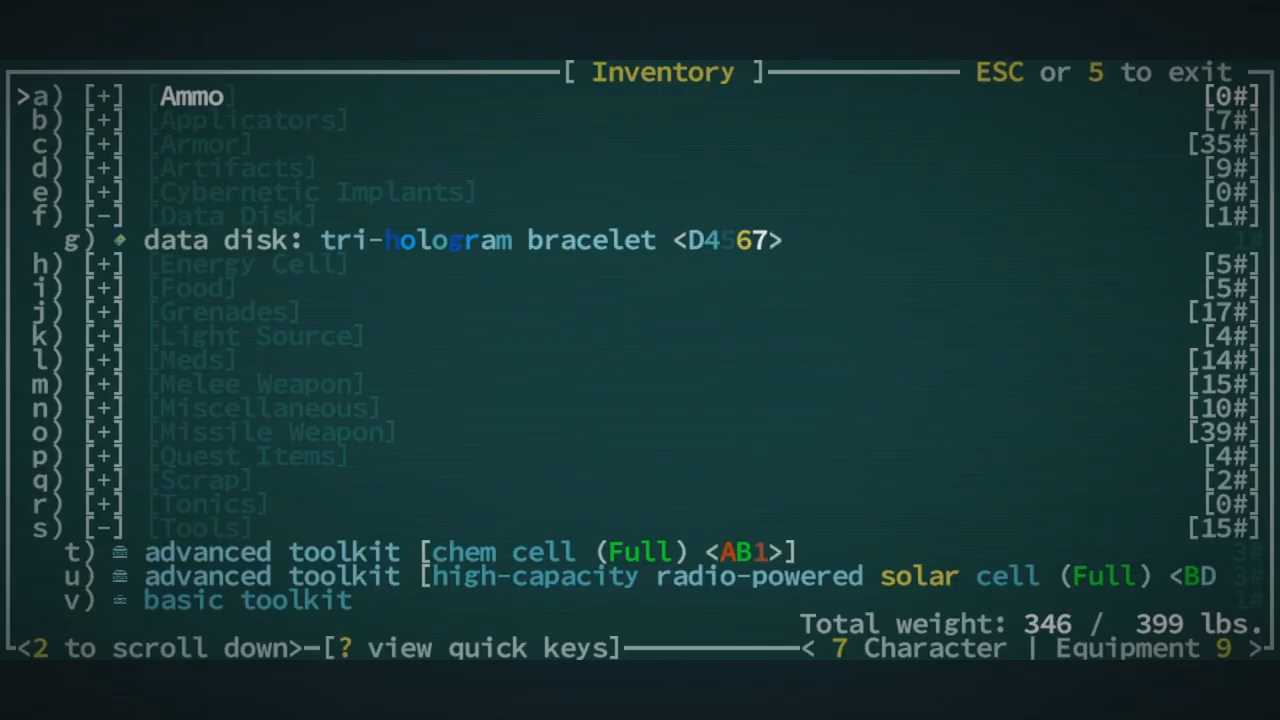 [ Inventory ] ESC or 5 to exit
>a) [+] [Ammo] [0#]
b) [+] [Applicators] [7#]
c) [+] [Armor] [35#]
d) [+] [Artifacts] [9#]
e) [+] [Cybernetic Implants] [0#]
f) [-] [Data Disk] [1#]
g) data disk: tri-hologram bracelet <D4567> 1#
h) [+] [Energy Cell] [5#]
i) [+] [Food] [5#]
j) [+] [Grenades] [17#]
k) [+] [Light Source] [4#]
l) [+] [Meds] [14#]
m) [+] [Melee Weapon] [15#]
n) [+] [Miscellaneous] [10#]
o) [+] [Missile Weapon] [39#]
p) [+] [Quest Items] [4#]
q) [+] [Scrap] [2#]
r) [+] [Tonics] [0#]
s) [-] [Tools] [15#]
t) advanced toolkit [chem cell (Full) <AB1>] 3#
u) advanced toolkit [high-capacity radio-powered solar cell (Full) <BD 3#
v) basic toolkit 1#
Total weight: 346 / 399 lbs.
<2 to scroll down> [? view quick keys] < 7 Character | Equipment 9 >